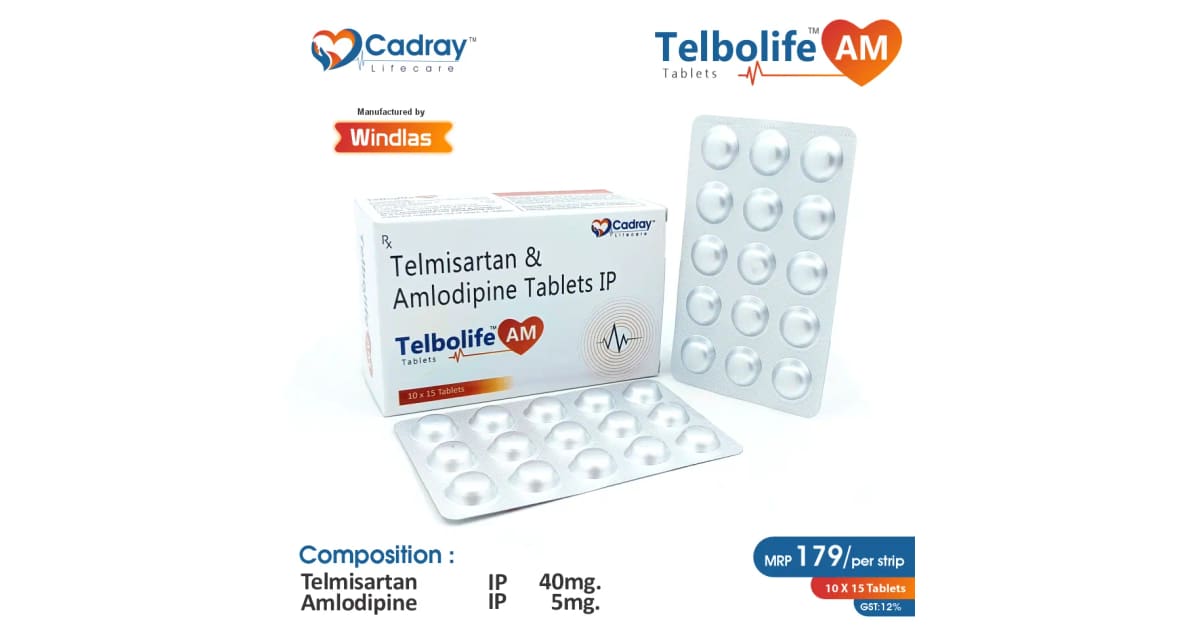 Cadray™
Lifecare
Telbolife™ AM
Tablets
Manufactured by
Windlas
Cadray™
Lifecare
Rx
Telmisartan &
Amlodipine Tablets IP
Telbolife™ AM
Tablets
10 x 15 Tablets
Composition :
Telmisartan IP 40mg.
Amlodipine IP 5mg.
MRP 179/per strip
10 X 15 Tablets
GST:12%